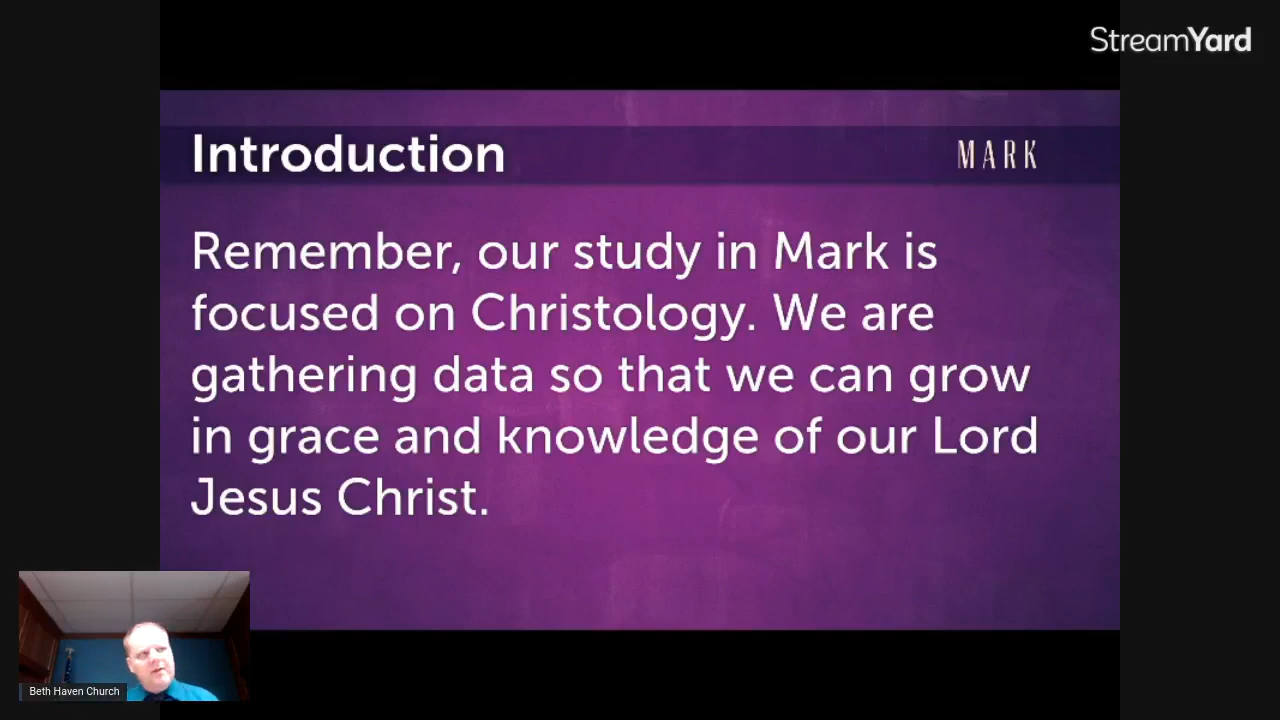 StreamYard
Introduction
MARK
Remember, our study in Mark is
focused on Christology. We are
gathering data so that we can grow
in grace and knowledge of our Lord
Jesus Christ.
Beth Haven Church